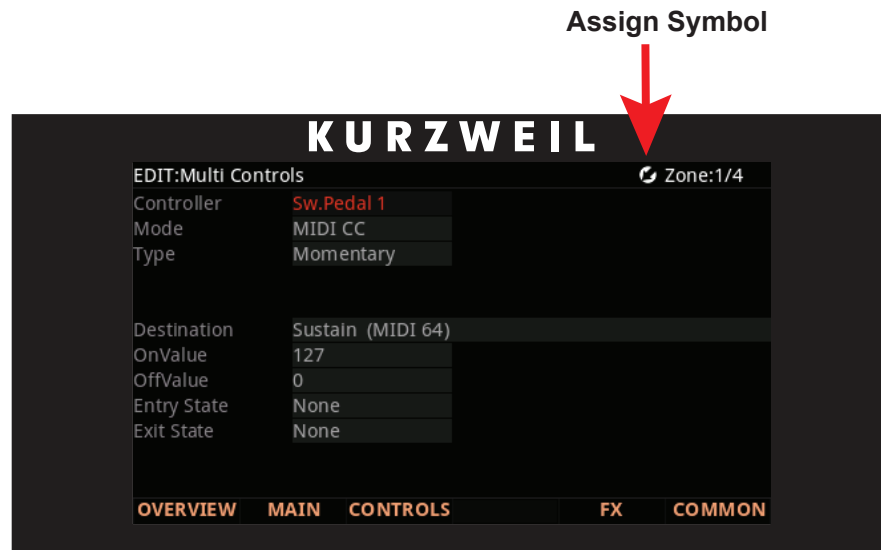 Assign Symbol
KURZWEIL
EDIT:Multi Controls Zone:1/4
Controller Sw.Pedal 1
Mode MIDI CC
Type Momentary
Destination Sustain (MIDI 64)
OnValue 127
OffValue 0
Entry State None
Exit State None
OVERVIEW MAIN CONTROLS FX COMMON